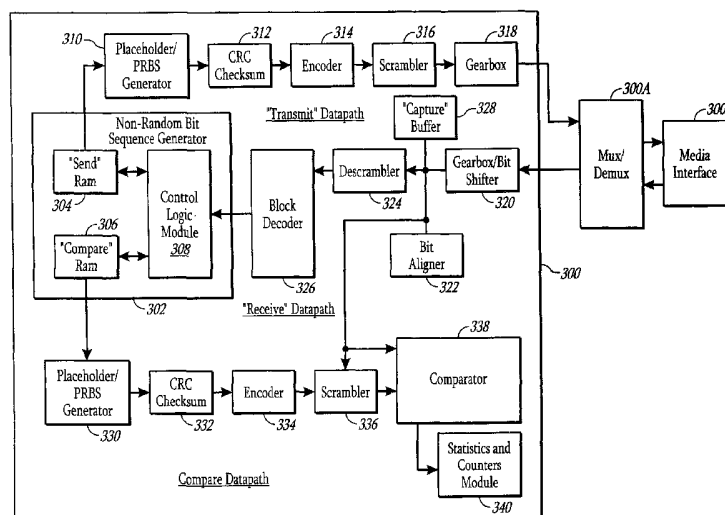 310
Placeholder/
PRBS
Generator
312
CRC
Checksum
314
Encoder
316
Scrambler
318
Gearbox
"Transmit" Datapath
"Capture"
Buffer
328
300A
Mux/
Demux
Media
Interface
Non-Random Bit
Sequence Generator
"Send"
Ram
304
306
"Compare"
Ram
Control
Logic
Module
308
302
Block
Decoder
326
Descrambler
324
Gearbox/Bit
Shifter
320
Bit
Aligner
322
300
"Receive" Datapath
338
Comparator
Placeholder/
PRBS
Generator
330
CRC
Checksum
332
Encoder
334
Scrambler
336
Statistics and
Counters
Module
340
Compare Datapath